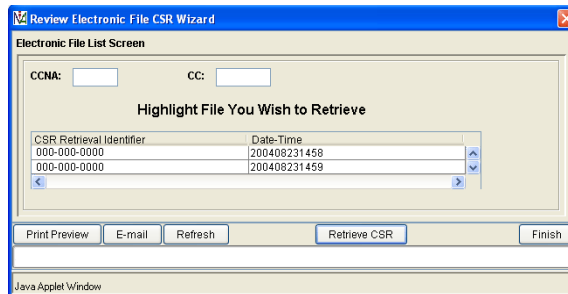 Review Electronic File CSR Wizard
Electronic File List Screen
CCNA: CC:
Highlight File You Wish to Retrieve
CSR Retrieval Identifier Date-Time
000-000-0000 200408231458
000-000-0000 200408231459
Print Preview E-mail Refresh Retrieve CSR Finish
Java Applet Window